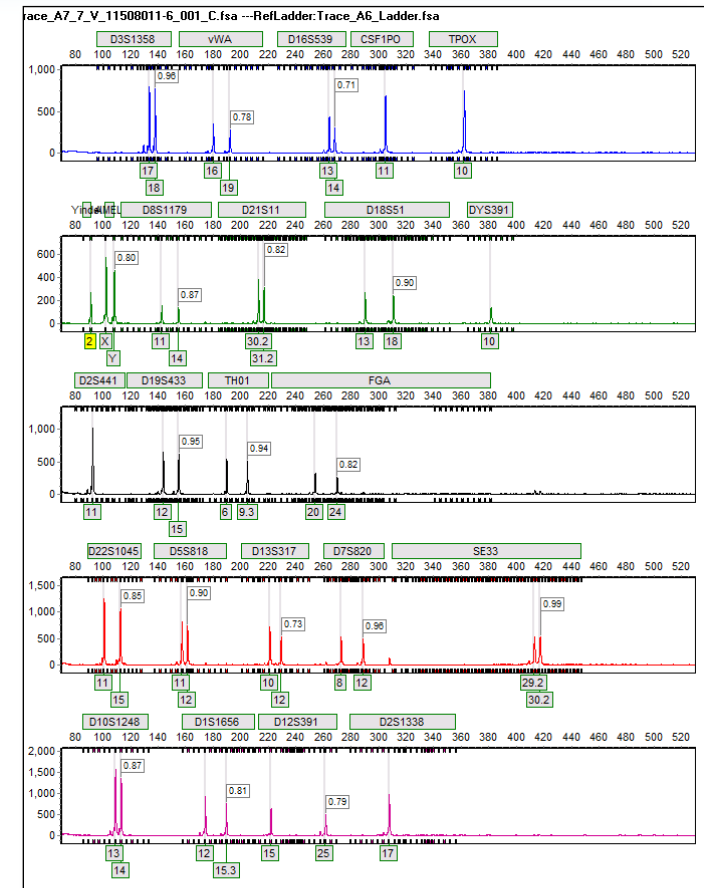 race_A7_7_V_11508011-6_001_C.fsa ---RefLadder:Trace_A6_Ladder.fsa
D3S1358 vWA D16S539 CSF1PO TPOX
80 100 120 140 160 180 200 220 240 260 280 300 320 340 360 380 400 420 440 460 480 500 520
1,000
500
0
0.96 0.78 0.71
17 16 13 11 10
18 19 14
Yindel AMEL D8S1179 D21S11 D18S51 DYS391
80 100 120 140 160 180 200 220 240 260 280 300 320 340 360 380 400 420 440 460 480 500 520
600
400
200
0
0.80 0.87 0.82 0.90
2 X 11 30.2 13 18 10
Y 14 31.2
D2S441 D19S433 TH01 FGA
80 100 120 140 160 180 200 220 240 260 280 300 320 340 360 380 400 420 440 460 480 500 520
1,000
500
0
0.95 0.94 0.82
11 12 6 9.3 20 24
15
D22S1045 D5S818 D13S317 D7S820 SE33
80 100 120 140 160 180 200 220 240 260 280 300 320 340 360 380 400 420 440 460 480 500 520
1,500
1,000
500
0
0.85 0.90 0.73 0.96 0.99
11 11 10 8 12 29.2
15 12 12 30.2
D10S1248 D1S1656 D12S391 D2S1338
80 100 120 140 160 180 200 220 240 260 280 300 320 340 360 380 400 420 440 460 480 500 520
2,000
1,500
1,000
500
0
0.87 0.81 0.79
13 12 15 25 17
14 15.3